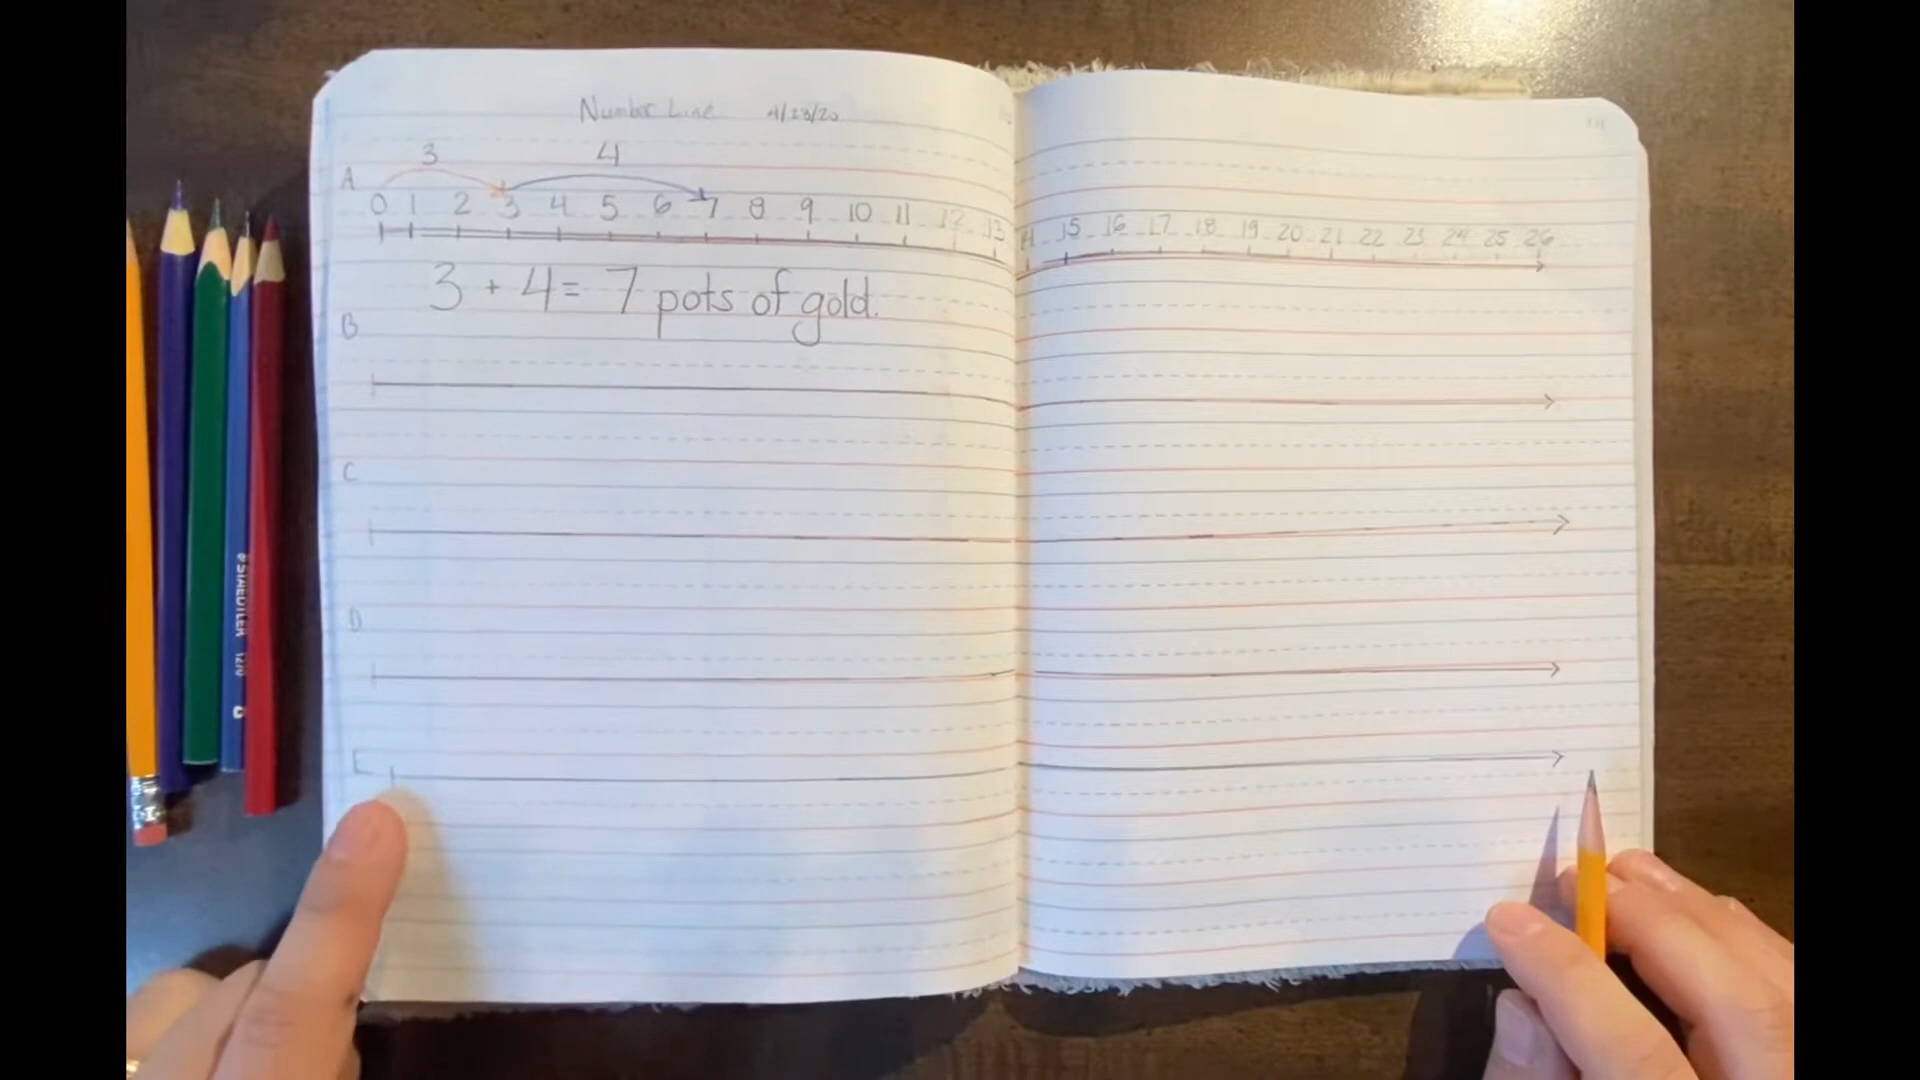 Number Line 4/23/20
3 4
A
0 1 2 3 4 5 6 7 8 9 10 11 12 13 14 15 16 17 18 19 20 21 22 23 24 25 26
3 + 4 = 7 pots of gold.
B
C
D
E
STAEDTLER